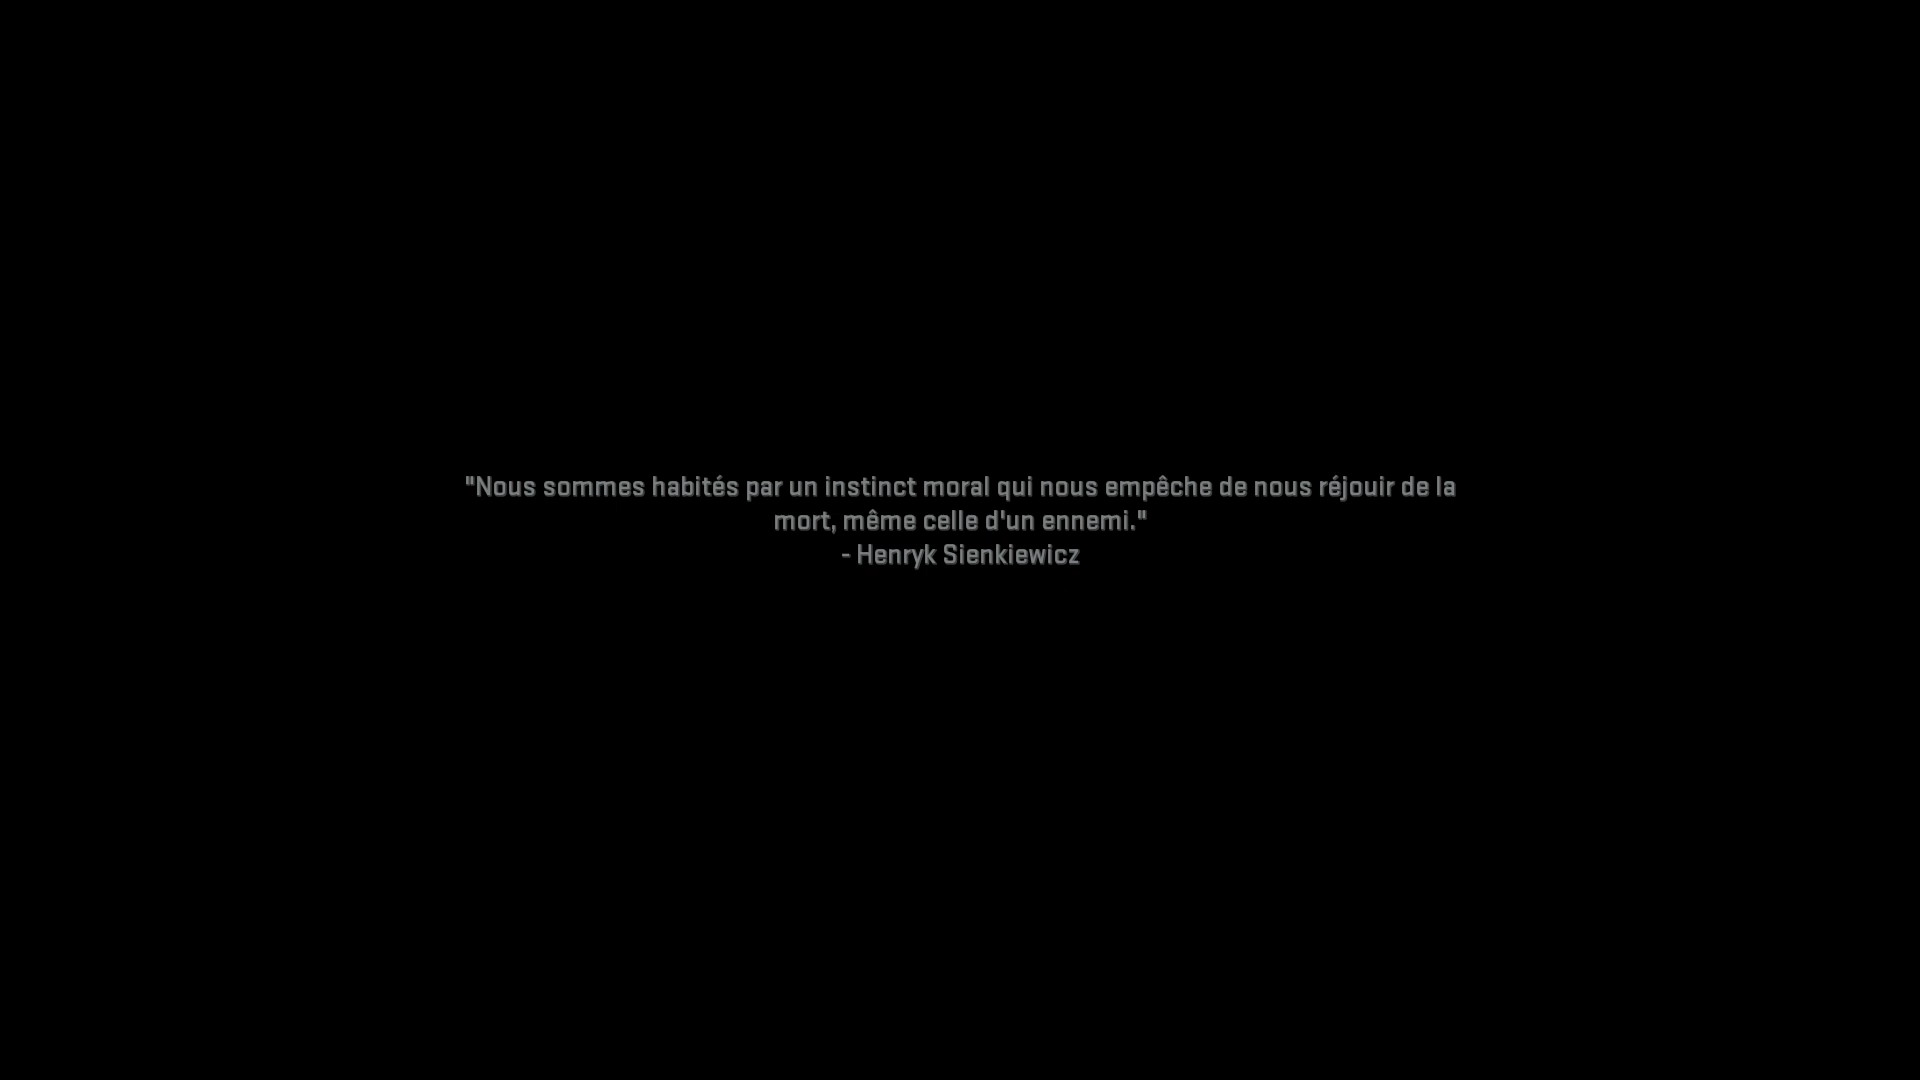 "Nous sommes habités par un instinct moral qui nous empêche de nous réjouir de la
mort, même celle d'un ennemi."
- Henryk Sienkiewicz